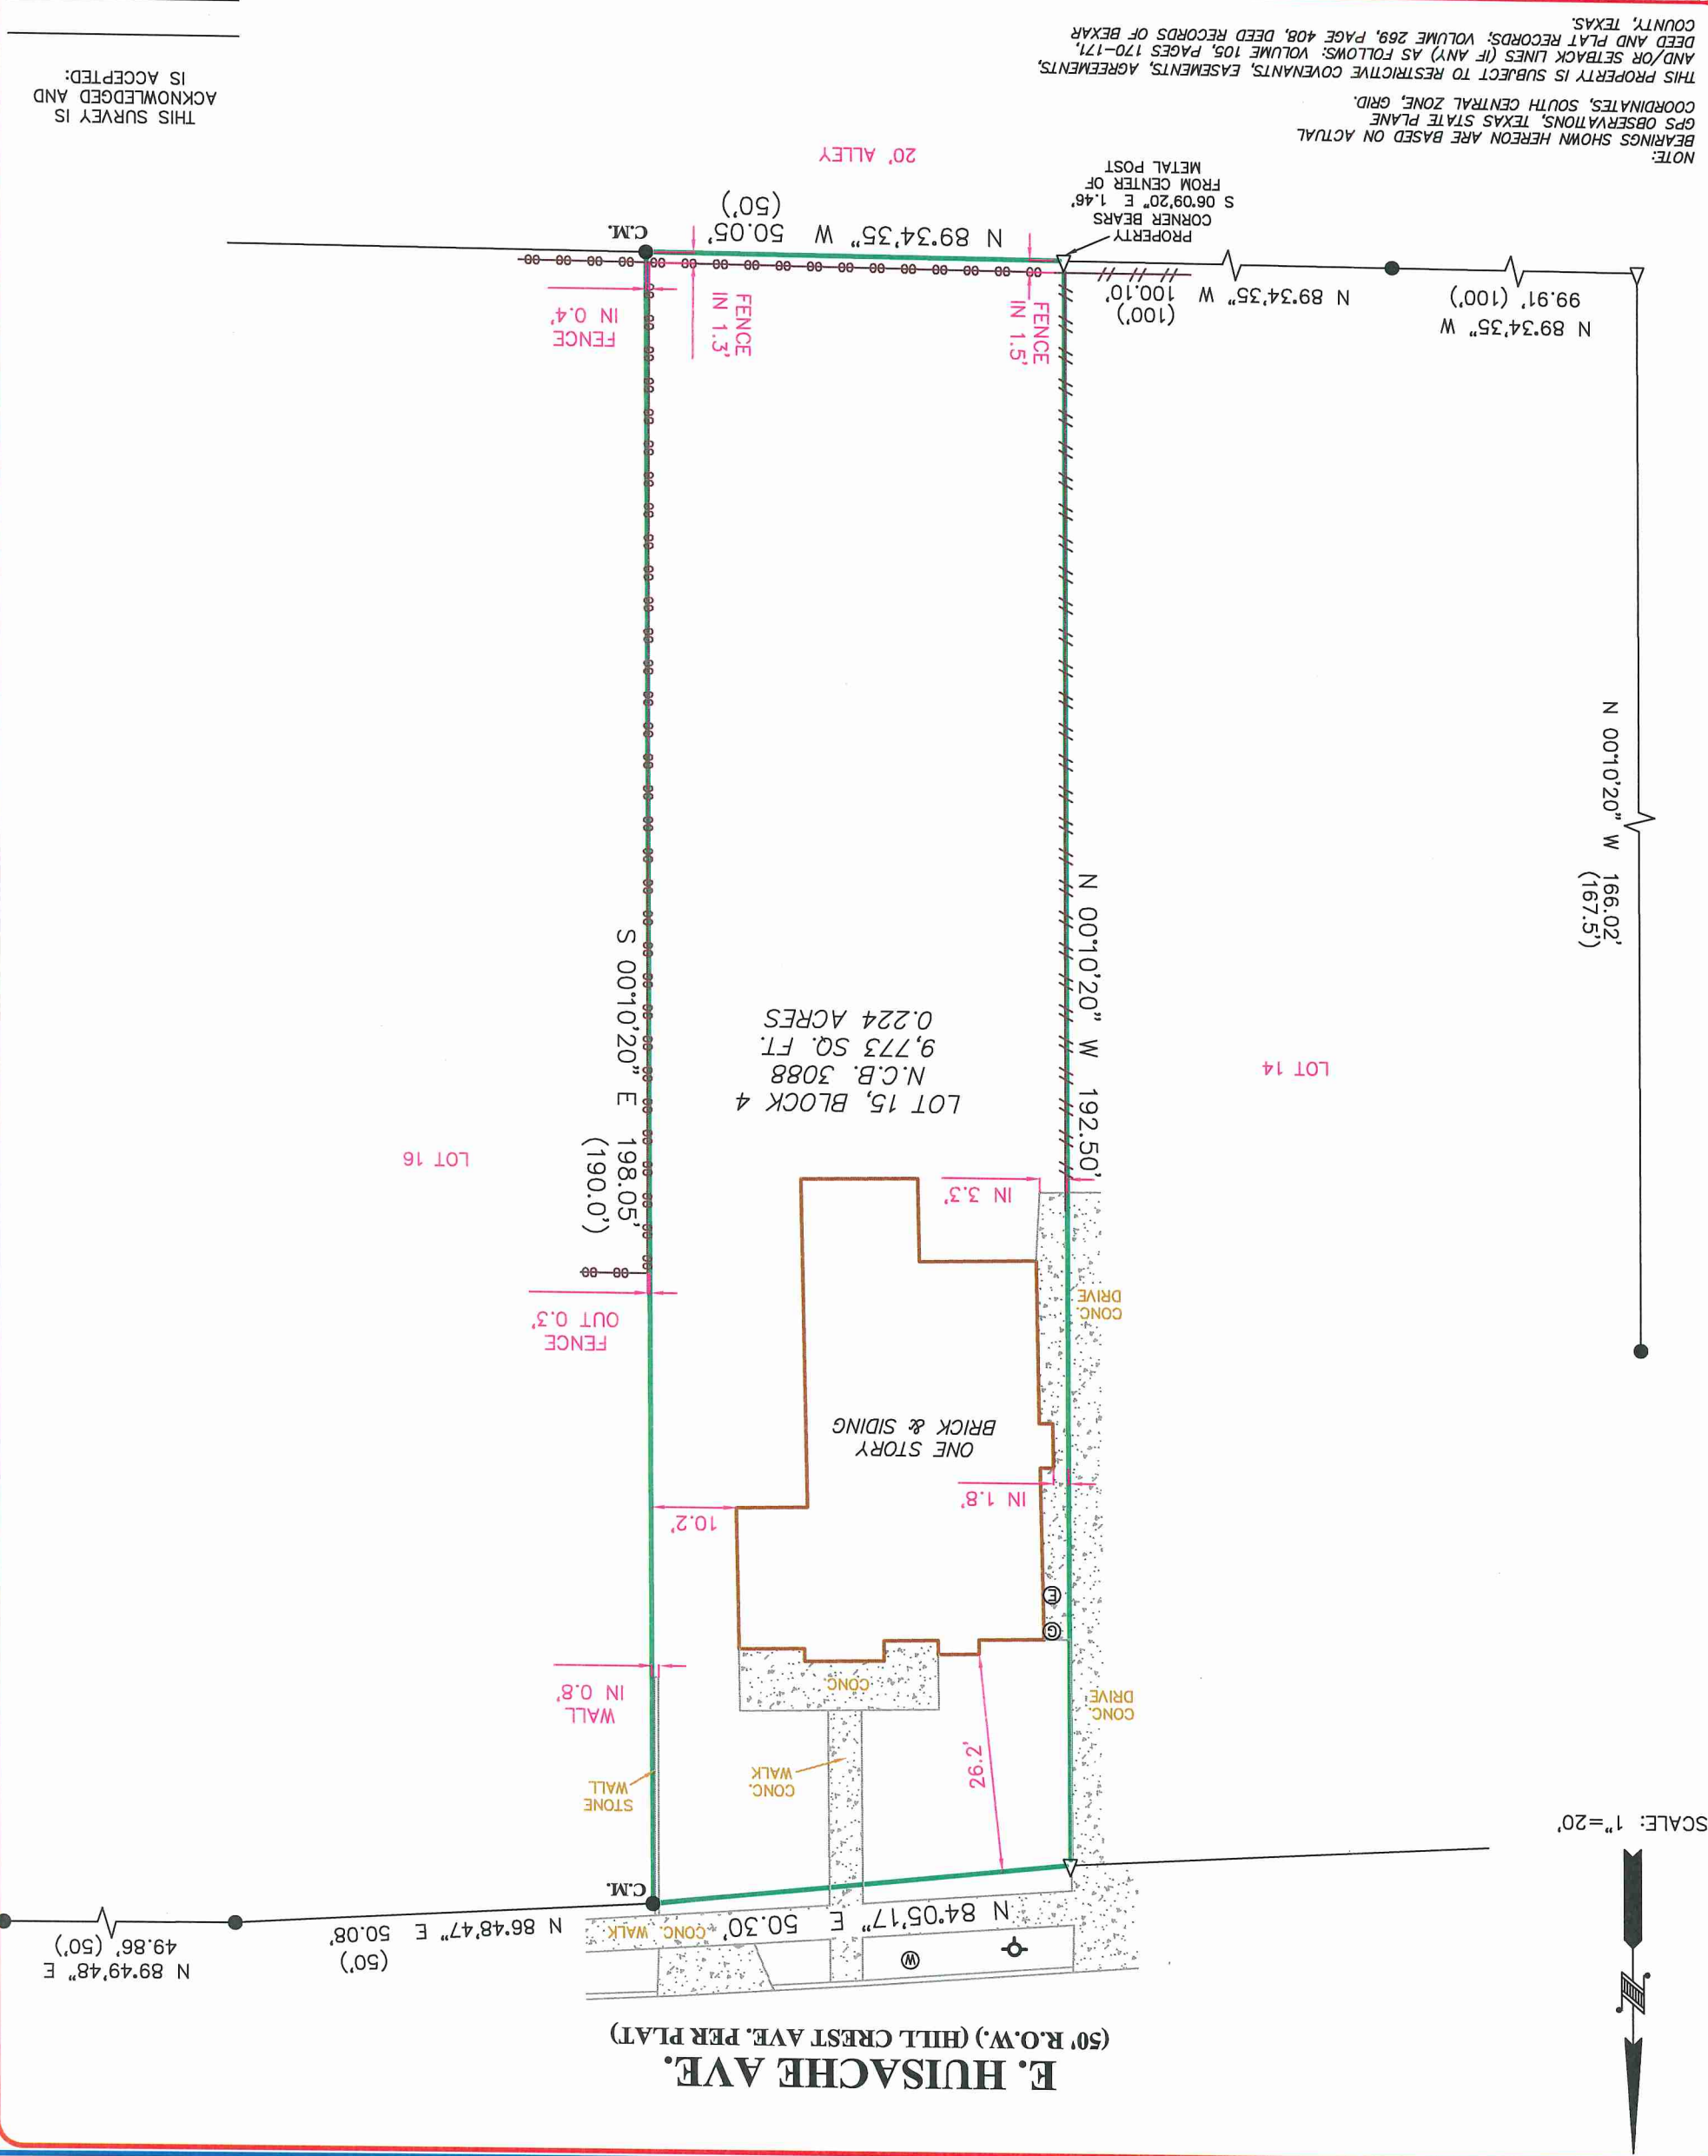 E. HUISACHE AVE.
(50' R.O.W.) (HILL CREST AVE. PER PLAT)
SCALE: 1"=20'
N 89°49'48" E
49.86' (50')
(50')
N 86°48'47" E 50.08'
CONC. WALK
N 84°05'17" E 50.30'
W
C.M.
STONE
WALL
CONC.
WALK
26.2'
WALL
IN 0.8'
CONC.
CONC.
DRIVE
G
E
10.2'
IN 1.8'
ONE STORY
BRICK & SIDING
FENCE
OUT 0.3'
CONC.
DRIVE
IN 3.3'
LOT 16
LOT 14
S 00°10'20" E 198.05'
(190.0')
LOT 15, BLOCK 4
N.C.B. 3088
9,773 SQ. FT.
0.224 ACRES
N 00°10'20" W 192.50'
N 00°10'20" W 166.02'
(167.5')
FENCE
IN 0.4'
FENCE
IN 1.3'
FENCE
IN 1.5'
N 89°34'35" W
99.91' (100')
(100')
N 89°34'35" W 100.10'
C.M.
N 89°34'35" W 50.05'
(50')
PROPERTY
CORNER BEARS
S 06°09'20" E 1.46'
FROM CENTER OF
METAL POST
20' ALLEY
NOTE:
BEARINGS SHOWN HEREON ARE BASED ON ACTUAL
GPS OBSERVATIONS, TEXAS STATE PLANE
COORDINATES, SOUTH CENTRAL ZONE, GRID.
THIS PROPERTY IS SUBJECT TO RESTRICTIVE COVENANTS, EASEMENTS, AGREEMENTS,
AND/OR SETBACK LINES (IF ANY) AS FOLLOWS: VOLUME 105, PAGES 170-171,
DEED AND PLAT RECORDS; VOLUME 269, PAGE 408, DEED RECORDS OF BEXAR
COUNTY, TEXAS.
THIS SURVEY IS
ACKNOWLEDGED AND
IS ACCEPTED: